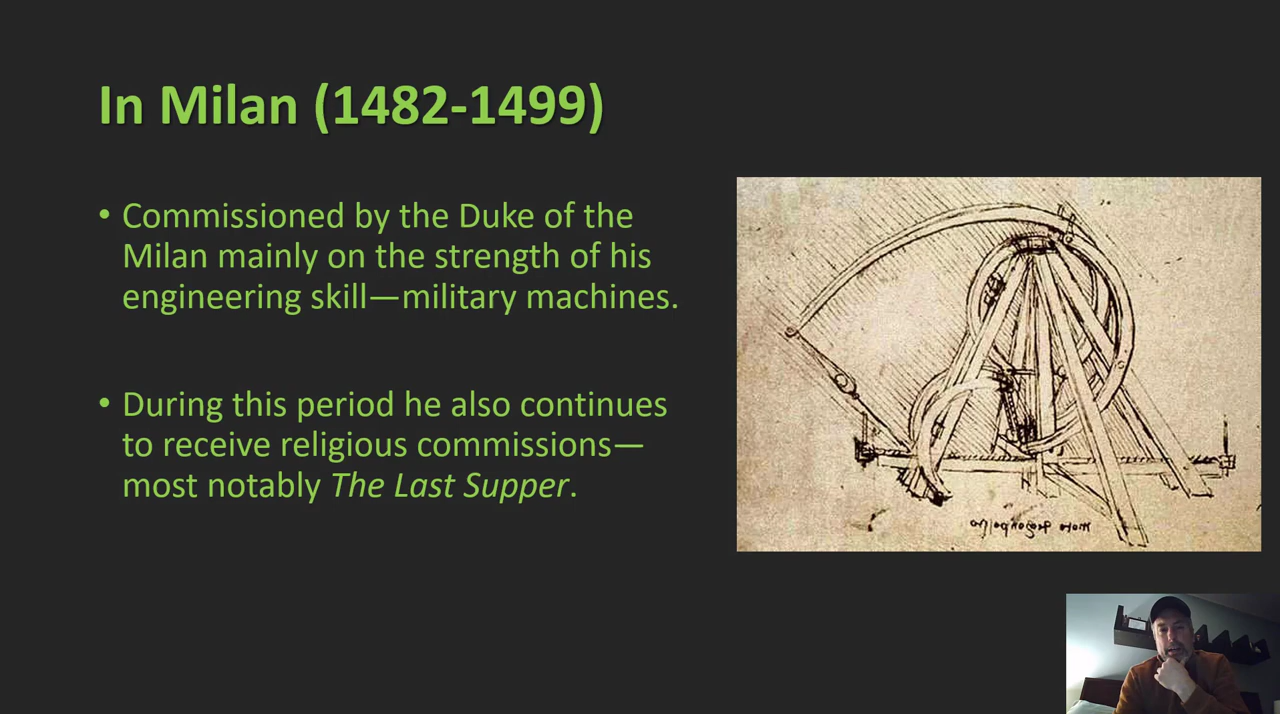 In Milan (1482-1499)
• Commissioned by the Duke of the
Milan mainly on the strength of his
engineering skill—military machines.
• During this period he also continues
to receive religious commissions—
most notably The Last Supper.